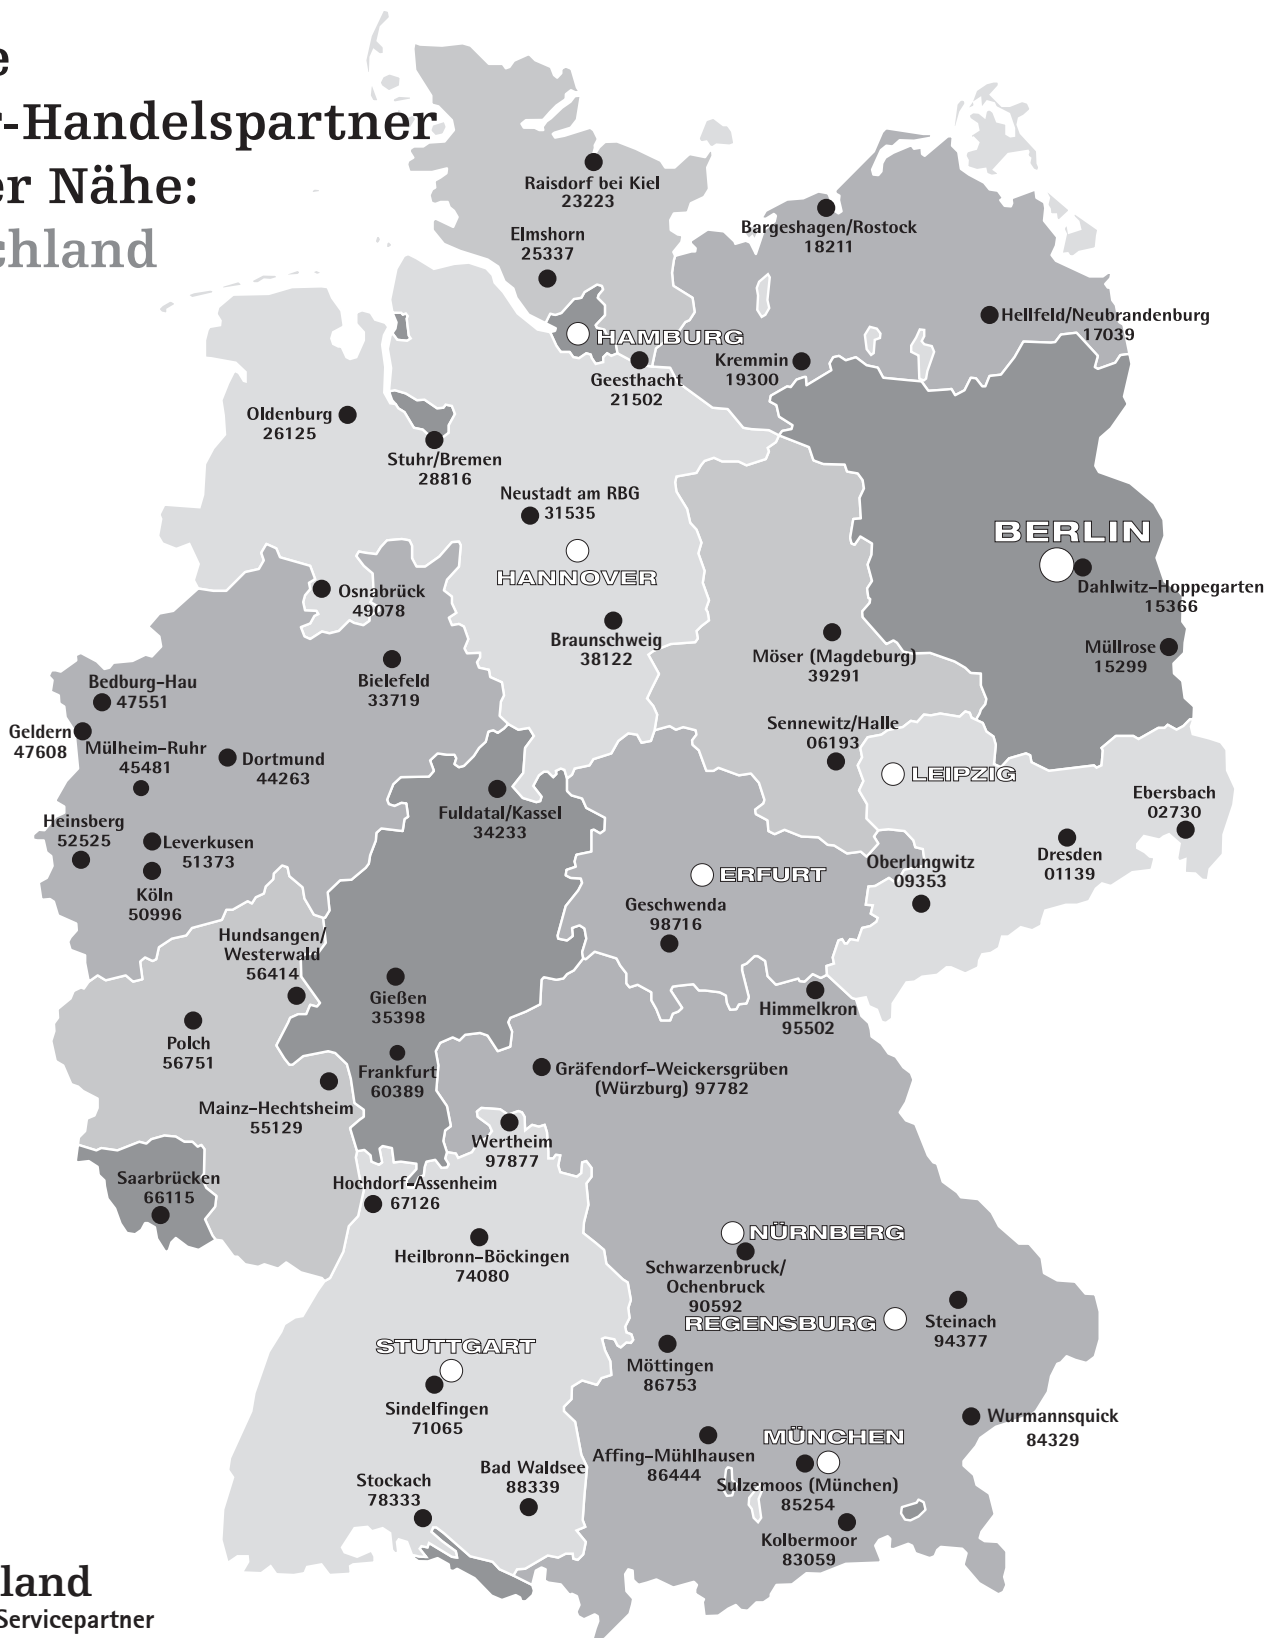 e
r-Handelspartner
er Nähe:
chland
Raisdorf bei Kiel
23223
Elmshorn
25337
Bargeshagen/Rostock
18211
Hellfeld/Neubrandenburg
17039
HAMBURG
Geesthacht
21502
Kremmin
19300
Oldenburg
26125
Stuhr/Bremen
28816
Neustadt am RBG
31535
HANNOVER
BERLIN
Dahlwitz-Hoppegarten
15366
Osnabrück
49078
Braunschweig
38122
Möser (Magdeburg)
39291
Müllrose
15299
Bielefeld
33719
Bedburg-Hau
47551
Geldern
47608
Mülheim-Ruhr
45481
Dortmund
44263
Sennewitz/Halle
06193
LEIPZIG
Fuldatal/Kassel
34233
Ebersbach
02730
Heinsberg
52525
Leverkusen
51373
Köln
50996
Dresden
01139
Oberlungwitz
09353
ERFURT
Geschwenda
98716
Hundsangen/
Westerwald
56414
Gießen
35398
Himmelkron
95502
Polch
56751
Frankfurt
60389
Gräfendorf-Weickersgrüben
(Würzburg) 97782
Mainz-Hechtsheim
55129
Wertheim
97877
Saarbrücken
66115
Hochdorf-Assenheim
67126
Heilbronn-Böckingen
74080
NÜRNBERG
Schwarzenbruck/
Ochenbruck
90592
REGENSBURG
Steinach
94377
STUTTGART
Sindelfingen
71065
Möttingen
86753
Wurmannsquick
84329
MÜNCHEN
Affing-Mühlhausen
86444
Sulzemoos (München)
85254
Bad Waldsee
88339
Stockach
78333
Kolbermoor
83059
land
Servicepartner